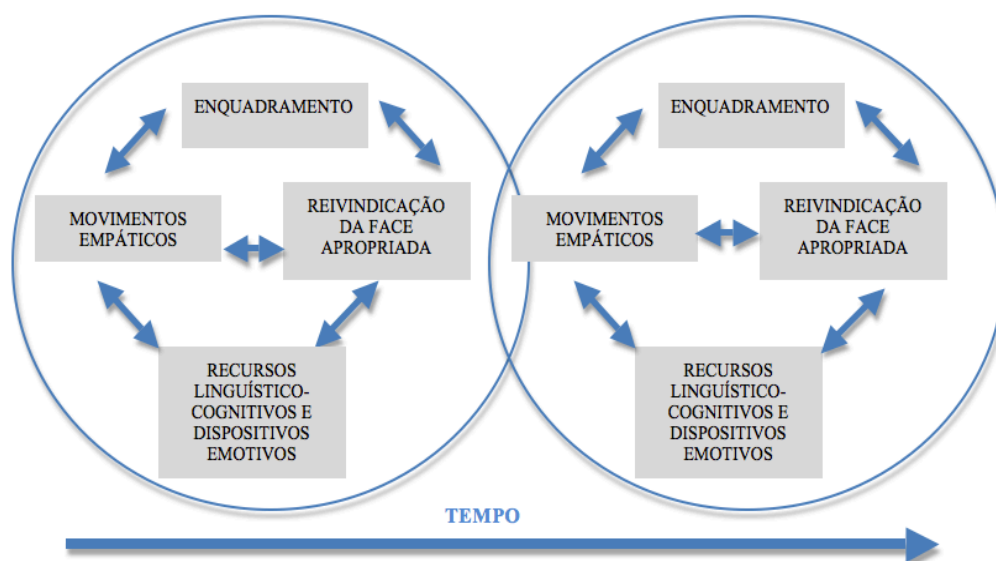 ENQUADRAMENTO
MOVIMENTOS
EMPÁTICOS
REIVINDICAÇÃO
DA FACE
APROPRIADA
RECURSOS
LINGUÍSTICO-
COGNITIVOS E
DISPOSITIVOS
EMOTIVOS
ENQUADRAMENTO
MOVIMENTOS
EMPÁTICOS
REIVINDICAÇÃO
DA FACE
APROPRIADA
RECURSOS
LINGUÍSTICO-
COGNITIVOS E
DISPOSITIVOS
EMOTIVOS
TEMPO